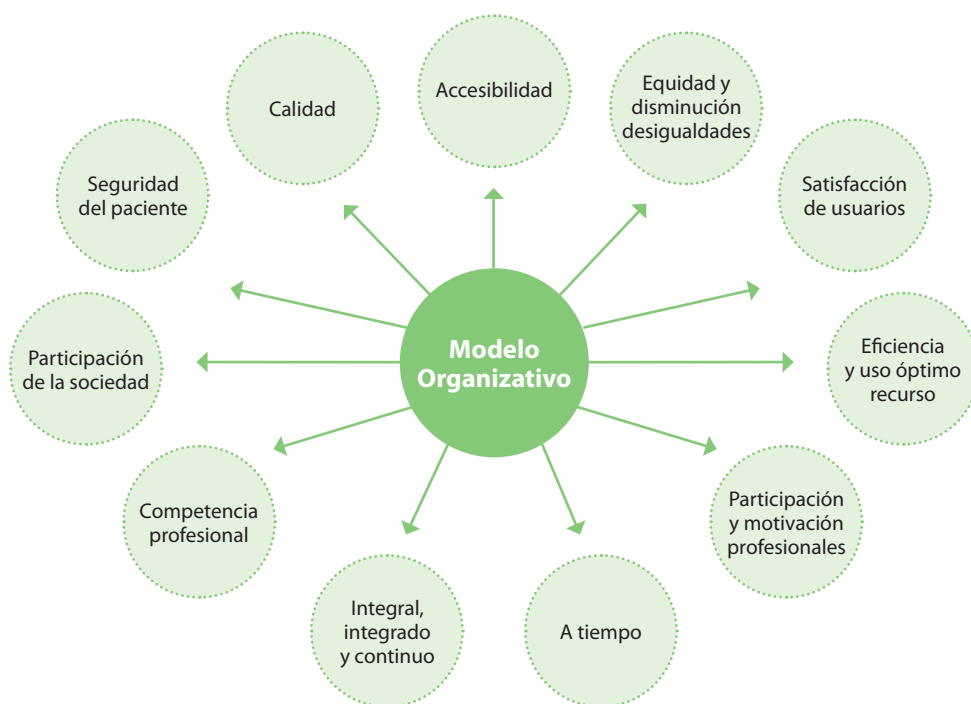 Accesibilidad
Equidad y
disminución
desigualdades
Calidad
Satisfacción
de usuarios
Seguridad
del paciente
Modelo
Organizativo
Eficiencia
y uso óptimo
recurso
Participación
de la sociedad
Participación
y motivación
profesionales
Competencia
profesional
Integral,
integrado
y continuo
A tiempo